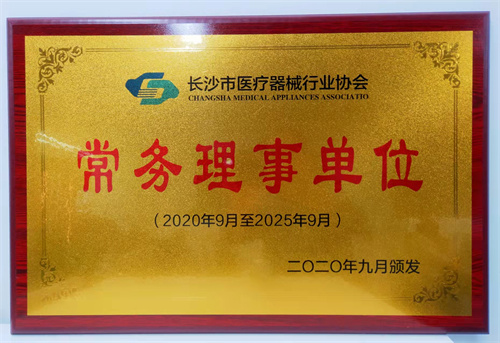 长沙市医疗器械行业协会
CHANGSHA MEDICAL APPLIANCES ASSOCIATIO
常务理事单位
（2020年9月至2025年9月）
二〇二〇年九月颁发